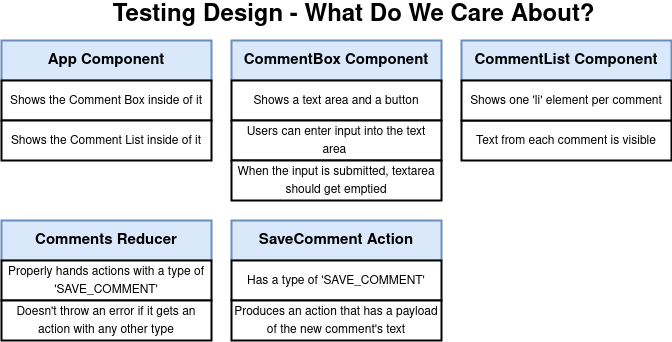 Testing Design - What Do We Care About?
App Component
Shows the Comment Box inside of it
Shows the Comment List inside of it
CommentBox Component
Shows a text area and a button
Users can enter input into the text
area
When the input is submitted, textarea
should get emptied
CommentList Component
Shows one 'li' element per comment
Text from each comment is visible
Comments Reducer
Properly hands actions with a type of
'SAVE_COMMENT'
Doesn't throw an error if it gets an
action with any other type
SaveComment Action
Has a type of 'SAVE_COMMENT'
Produces an action that has a payload
of the new comment's text